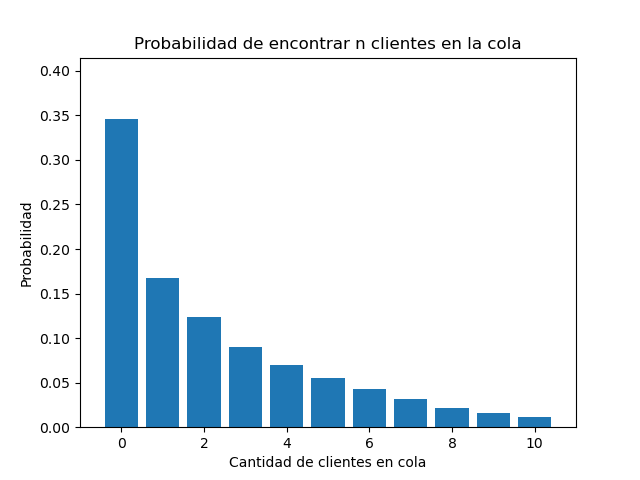 Probabilidad de encontrar n clientes en la cola
0.40
0.35
0.30
0.25
0.20
0.15
0.10
0.05
0.00
Probabilidad
0 2 4 6 8 10
Cantidad de clientes en cola